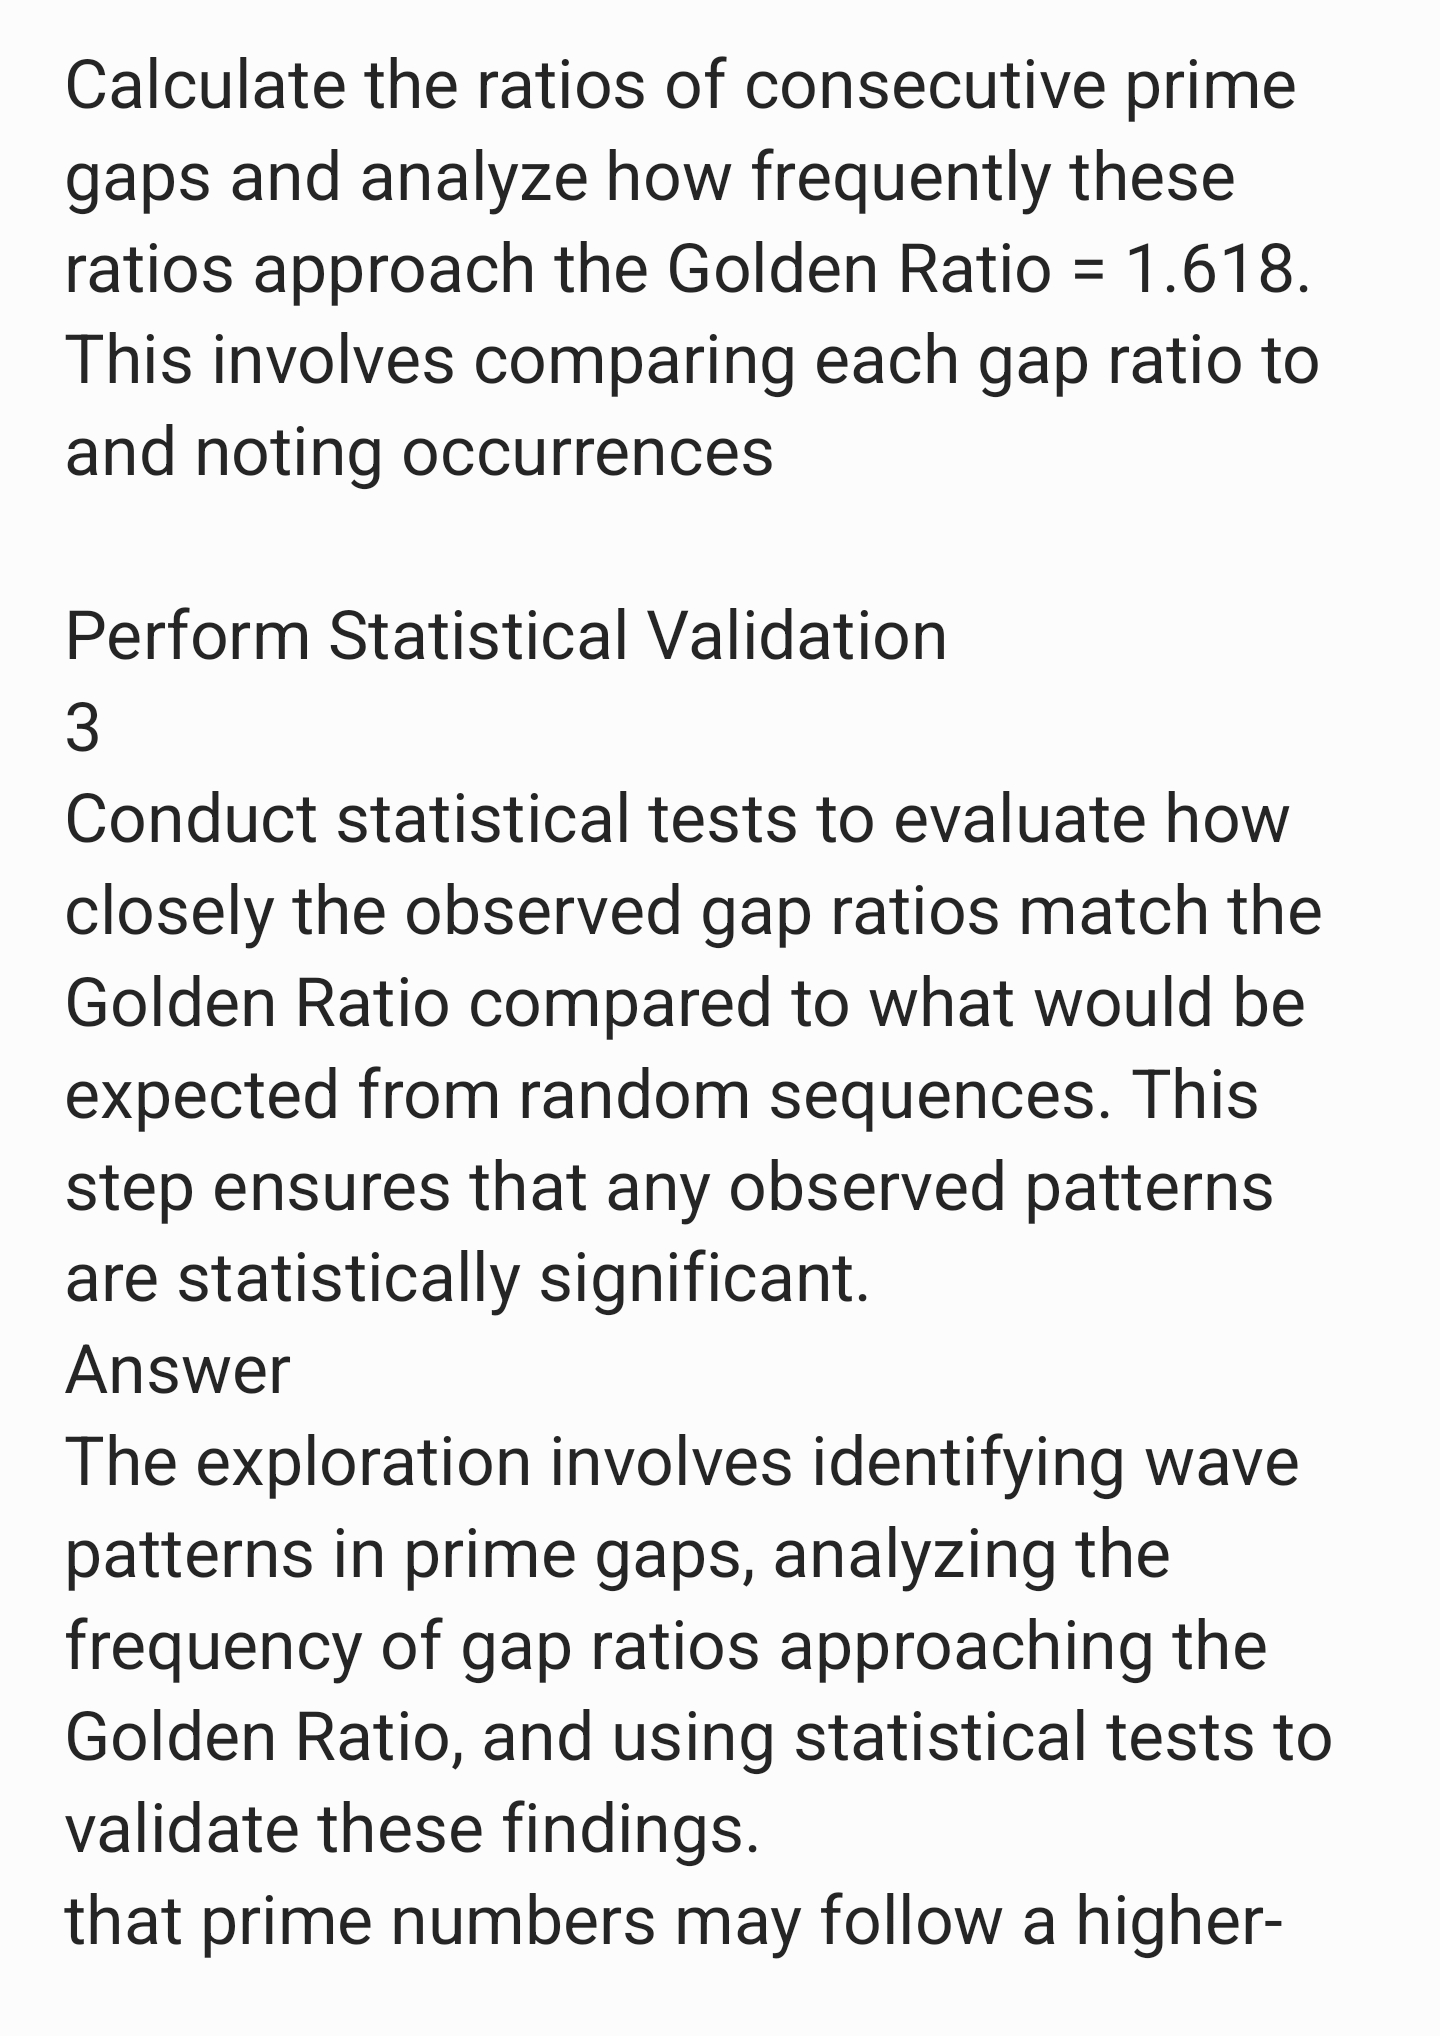 Calculate the ratios of consecutive prime
gaps and analyze how frequently these
ratios approach the Golden Ratio = 1.618.
This involves comparing each gap ratio to
and noting occurrences
Perform Statistical Validation
3
Conduct statistical tests to evaluate how
closely the observed gap ratios match the
Golden Ratio compared to what would be
expected from random sequences. This
step ensures that any observed patterns
are statistically significant.
Answer
The exploration involves identifying wave
patterns in prime gaps, analyzing the
frequency of gap ratios approaching the
Golden Ratio, and using statistical tests to
validate these findings.
that prime numbers may follow a higher-